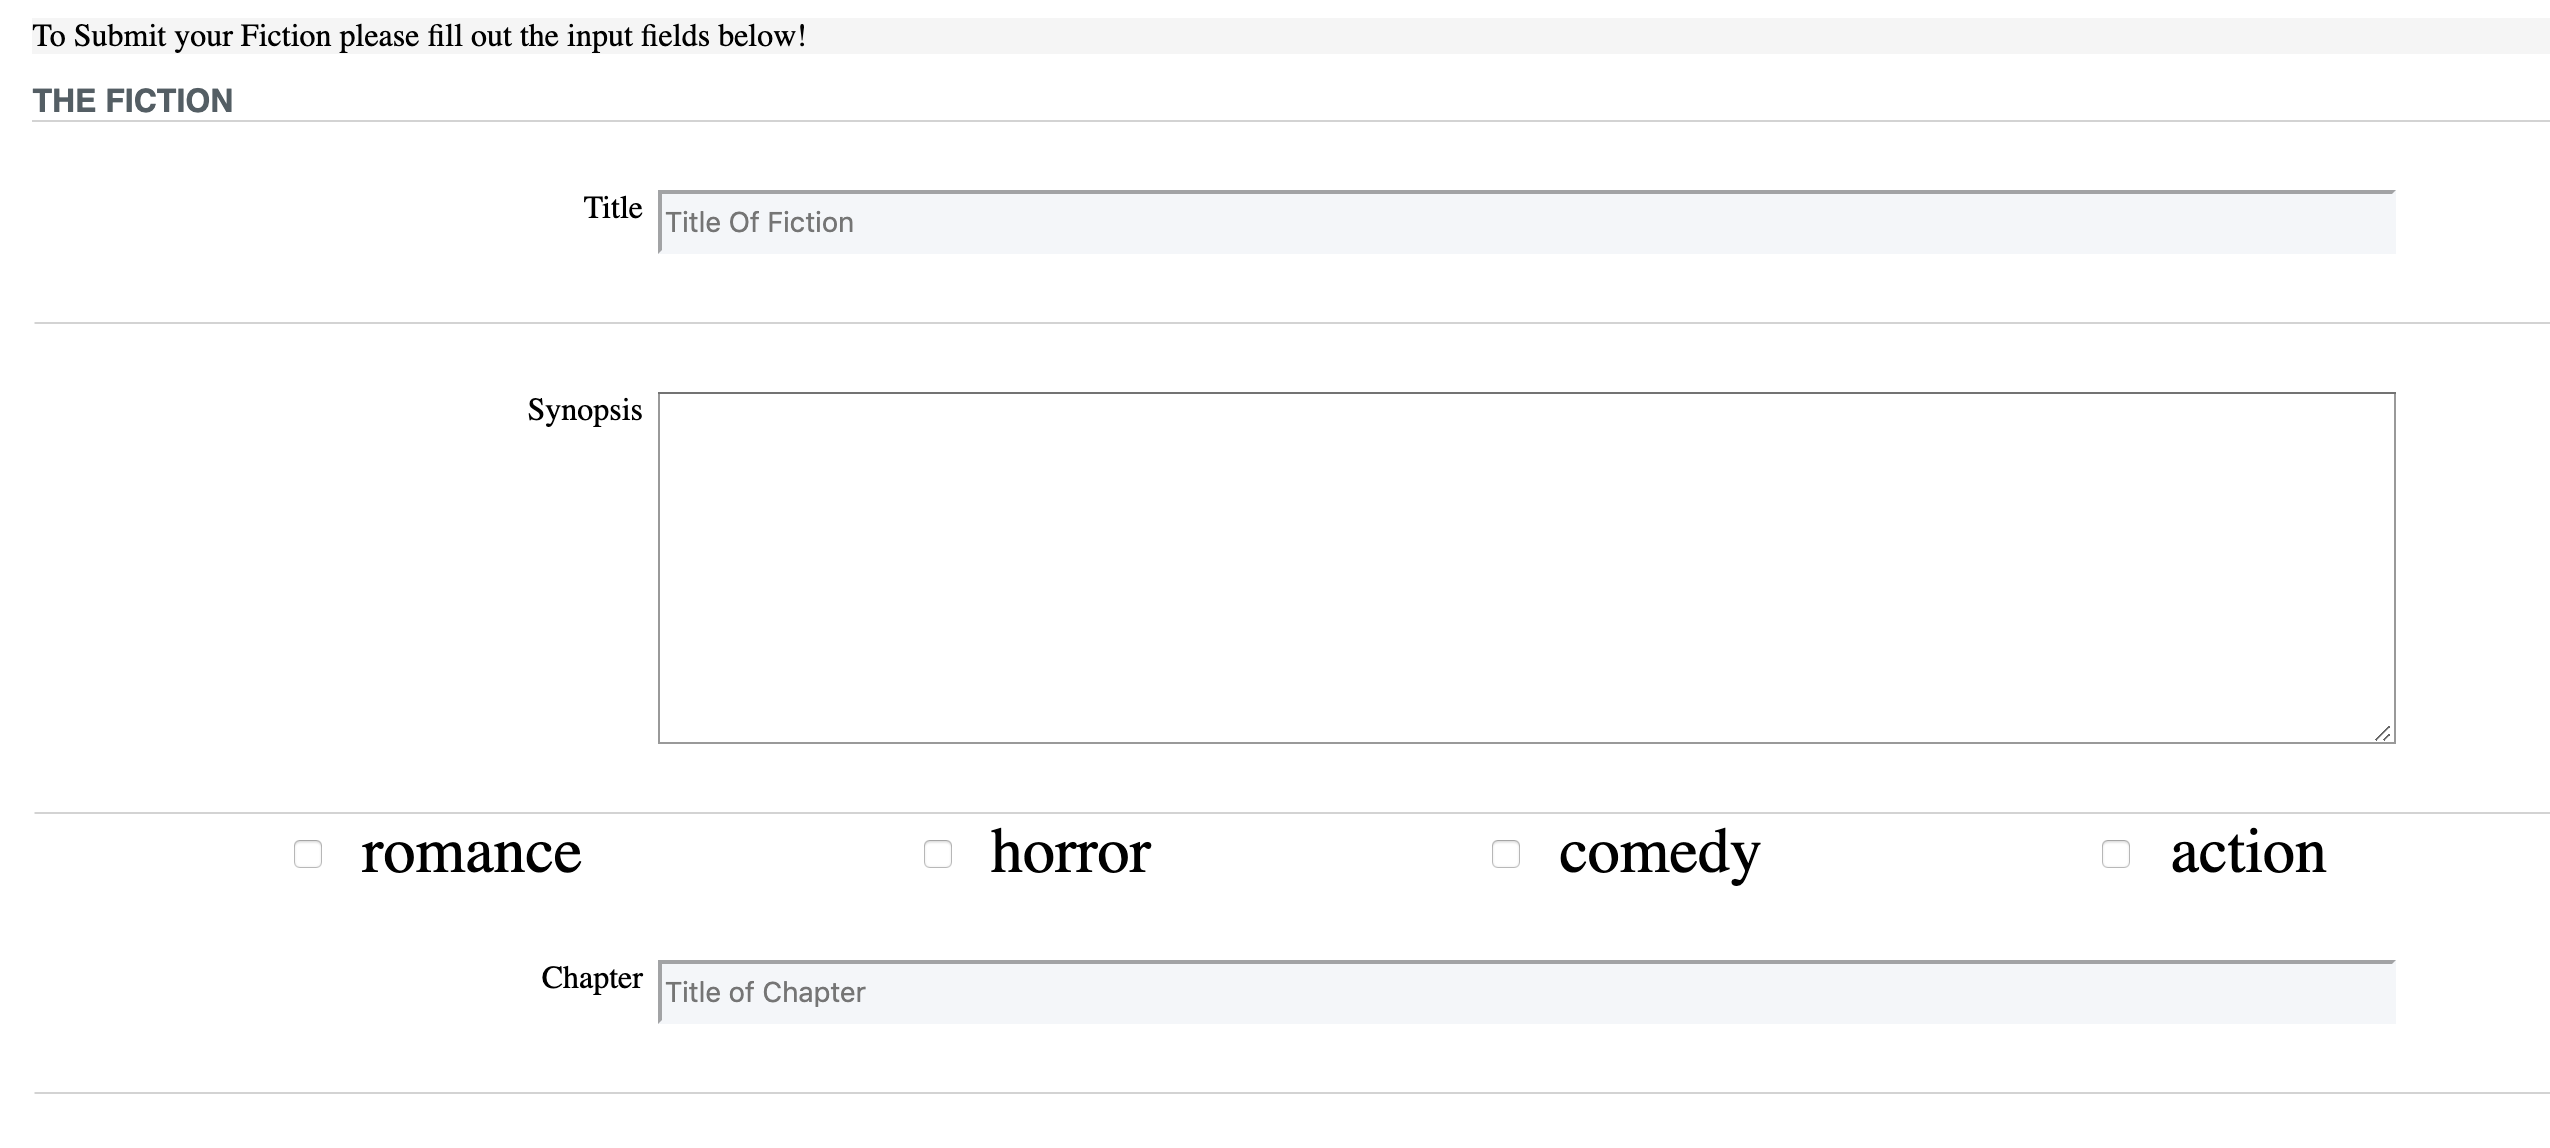 To Submit your Fiction please fill out the input fields below!
THE FICTION
Title Title Of Fiction
Synopsis
romance horror comedy action
Chapter Title of Chapter